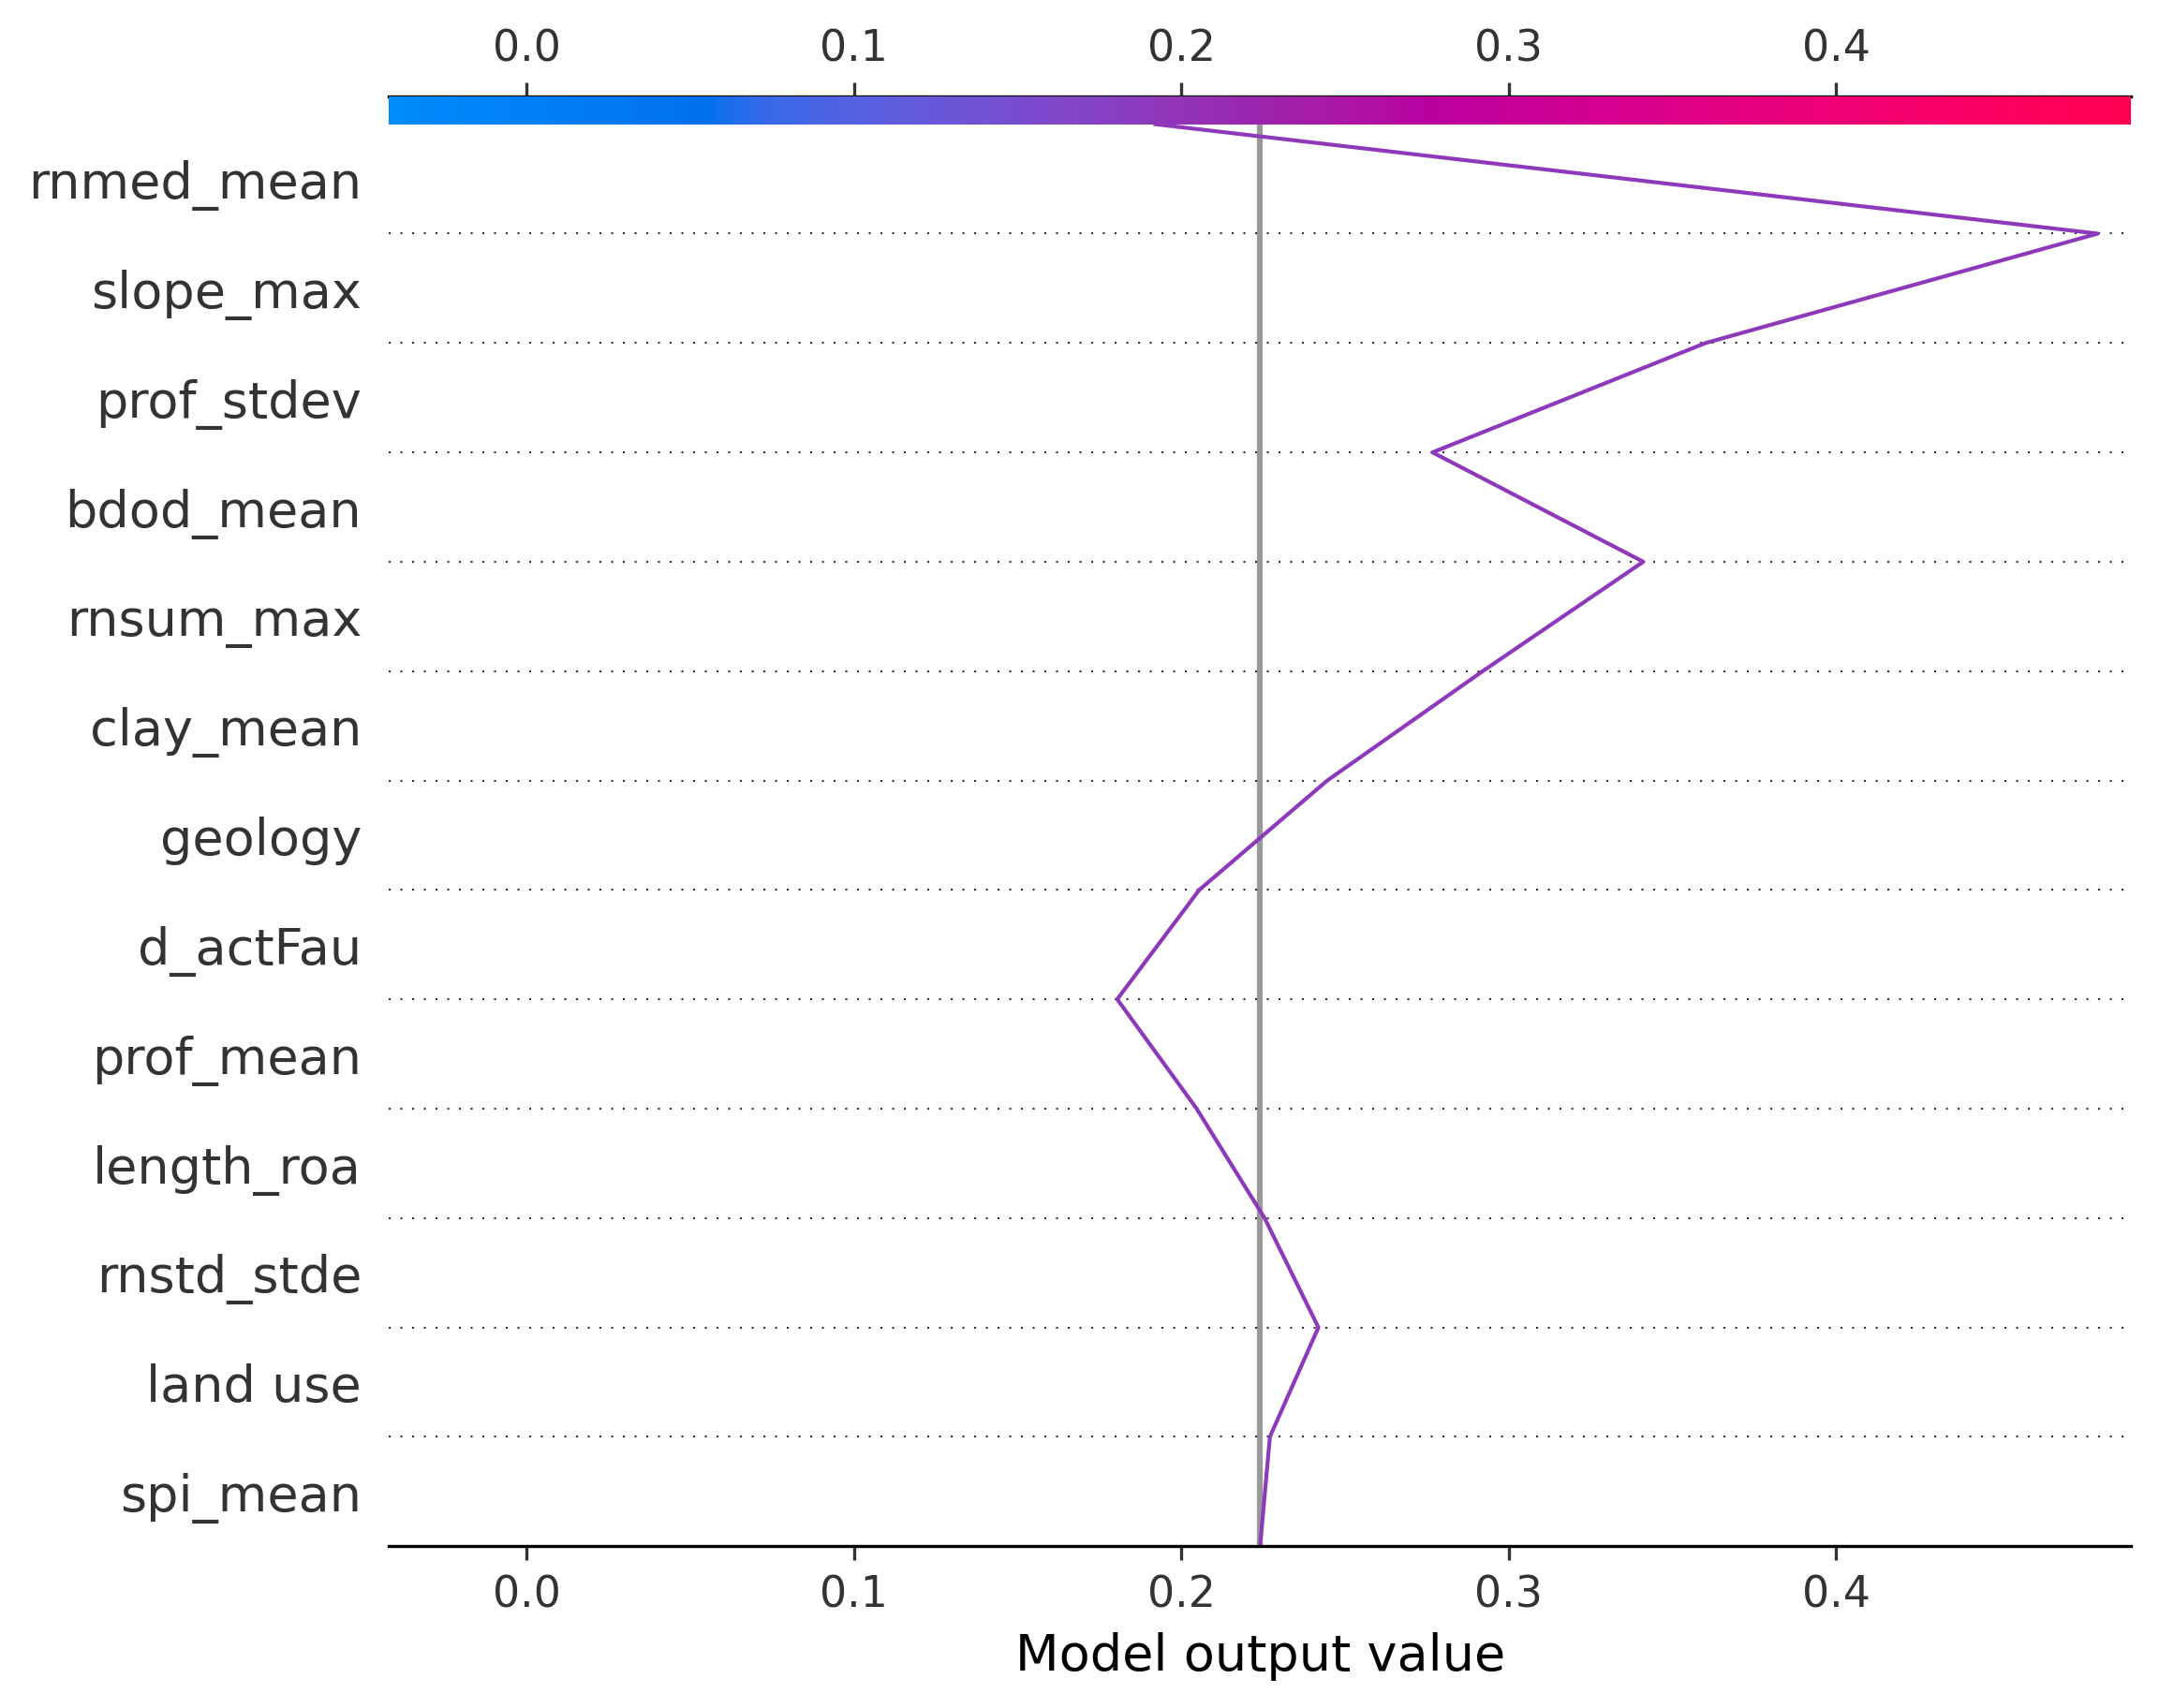 0.0 0.1 0.2 0.3 0.4
rnmed_mean
slope_max
prof_stdev
bdod_mean
rnsum_max
clay_mean
geology
d_actFau
prof_mean
length_roa
rnstd_stde
land use
spi_mean
0.0 0.1 0.2 0.3 0.4
Model output value